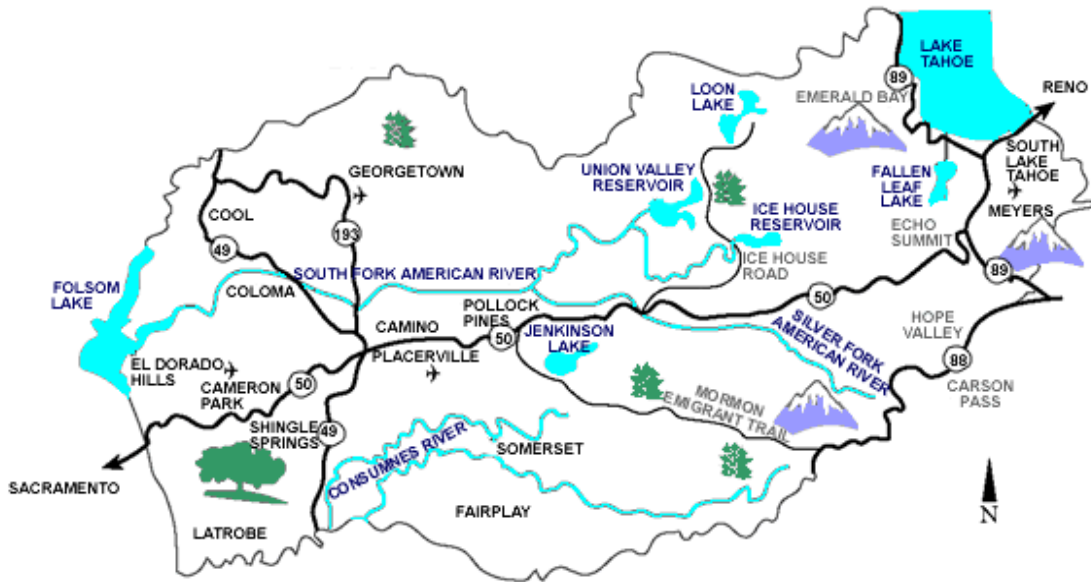 LAKE
TAHOE
89
RENO
LOON
LAKE
EMERALD BAY
SOUTH
LAKE
TAHOE
GEORGETOWN
UNION VALLEY
RESERVOIR
FALLEN
LEAF
LAKE
MEYERS
COOL
ICE HOUSE
RESERVOIR
ECHO
SUMMIT
49
193
ICE HOUSE
ROAD
89
FOLSOM
LAKE
SOUTH FORK AMERICAN RIVER
COLOMA
50
POLLOCK
PINES
SILVER FORK
AMERICAN RIVER
HOPE
VALLEY
CAMINO
50
JENKINSON
LAKE
EL DORADO
HILLS
PLACERVILLE
88
CAMERON
PARK
50
CARSON
PASS
MORMON
EMIGRANT TRAIL
SHINGLE
SPRINGS
49
CONSUMNES RIVER
SOMERSET
SACRAMENTO
FAIRPLAY
N
LATROBE